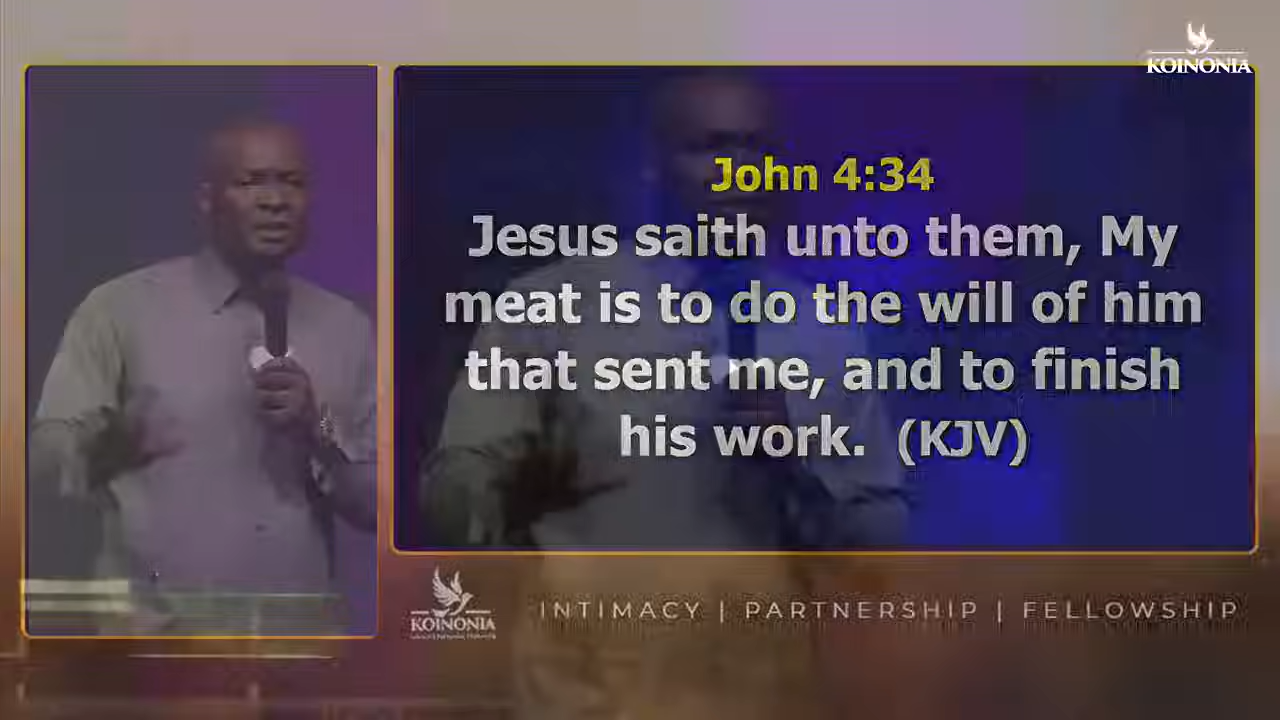 KOINONIA
John 4:34
Jesus saith unto them, My
meat is to do the will of him
that sent me, and to finish
his work. (KJV)
KOINONIA
INTIMACY | PARTNERSHIP | FELLOWSHIP